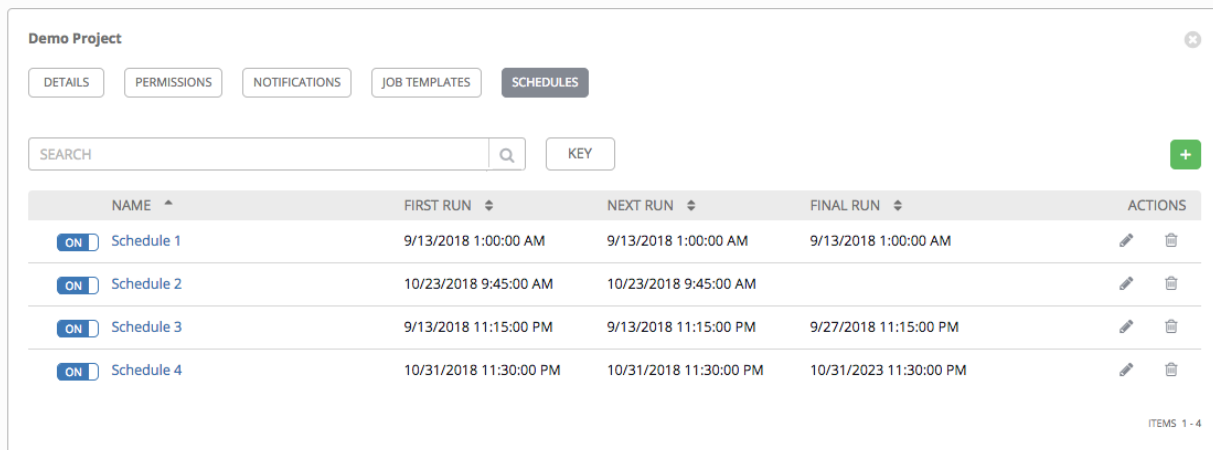 Demo Project
DETAILS PERMISSIONS NOTIFICATIONS JOB TEMPLATES SCHEDULES
SEARCH KEY +
NAME FIRST RUN NEXT RUN FINAL RUN ACTIONS
ON Schedule 1 9/13/2018 1:00:00 AM 9/13/2018 1:00:00 AM 9/13/2018 1:00:00 AM
ON Schedule 2 10/23/2018 9:45:00 AM 10/23/2018 9:45:00 AM
ON Schedule 3 9/13/2018 11:15:00 PM 9/13/2018 11:15:00 PM 9/27/2018 11:15:00 PM
ON Schedule 4 10/31/2018 11:30:00 PM 10/31/2018 11:30:00 PM 10/31/2023 11:30:00 PM
ITEMS 1 - 4